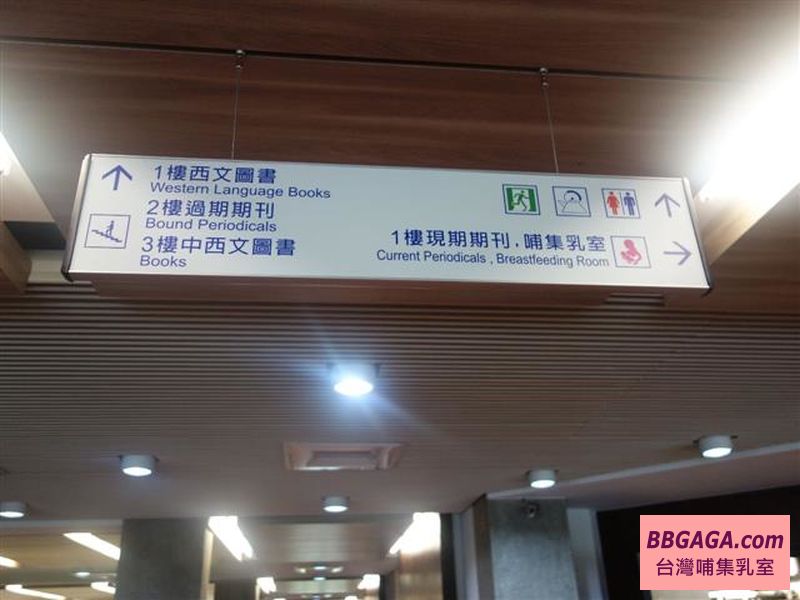 1樓西文圖書
Western Language Books
2樓過期期刊
Bound Periodicals
3樓中西文圖書
Books
1樓現期期刊,哺集乳室
Current Periodicals , Breastfeeding Room
BBGAGA.com
台灣哺集乳室